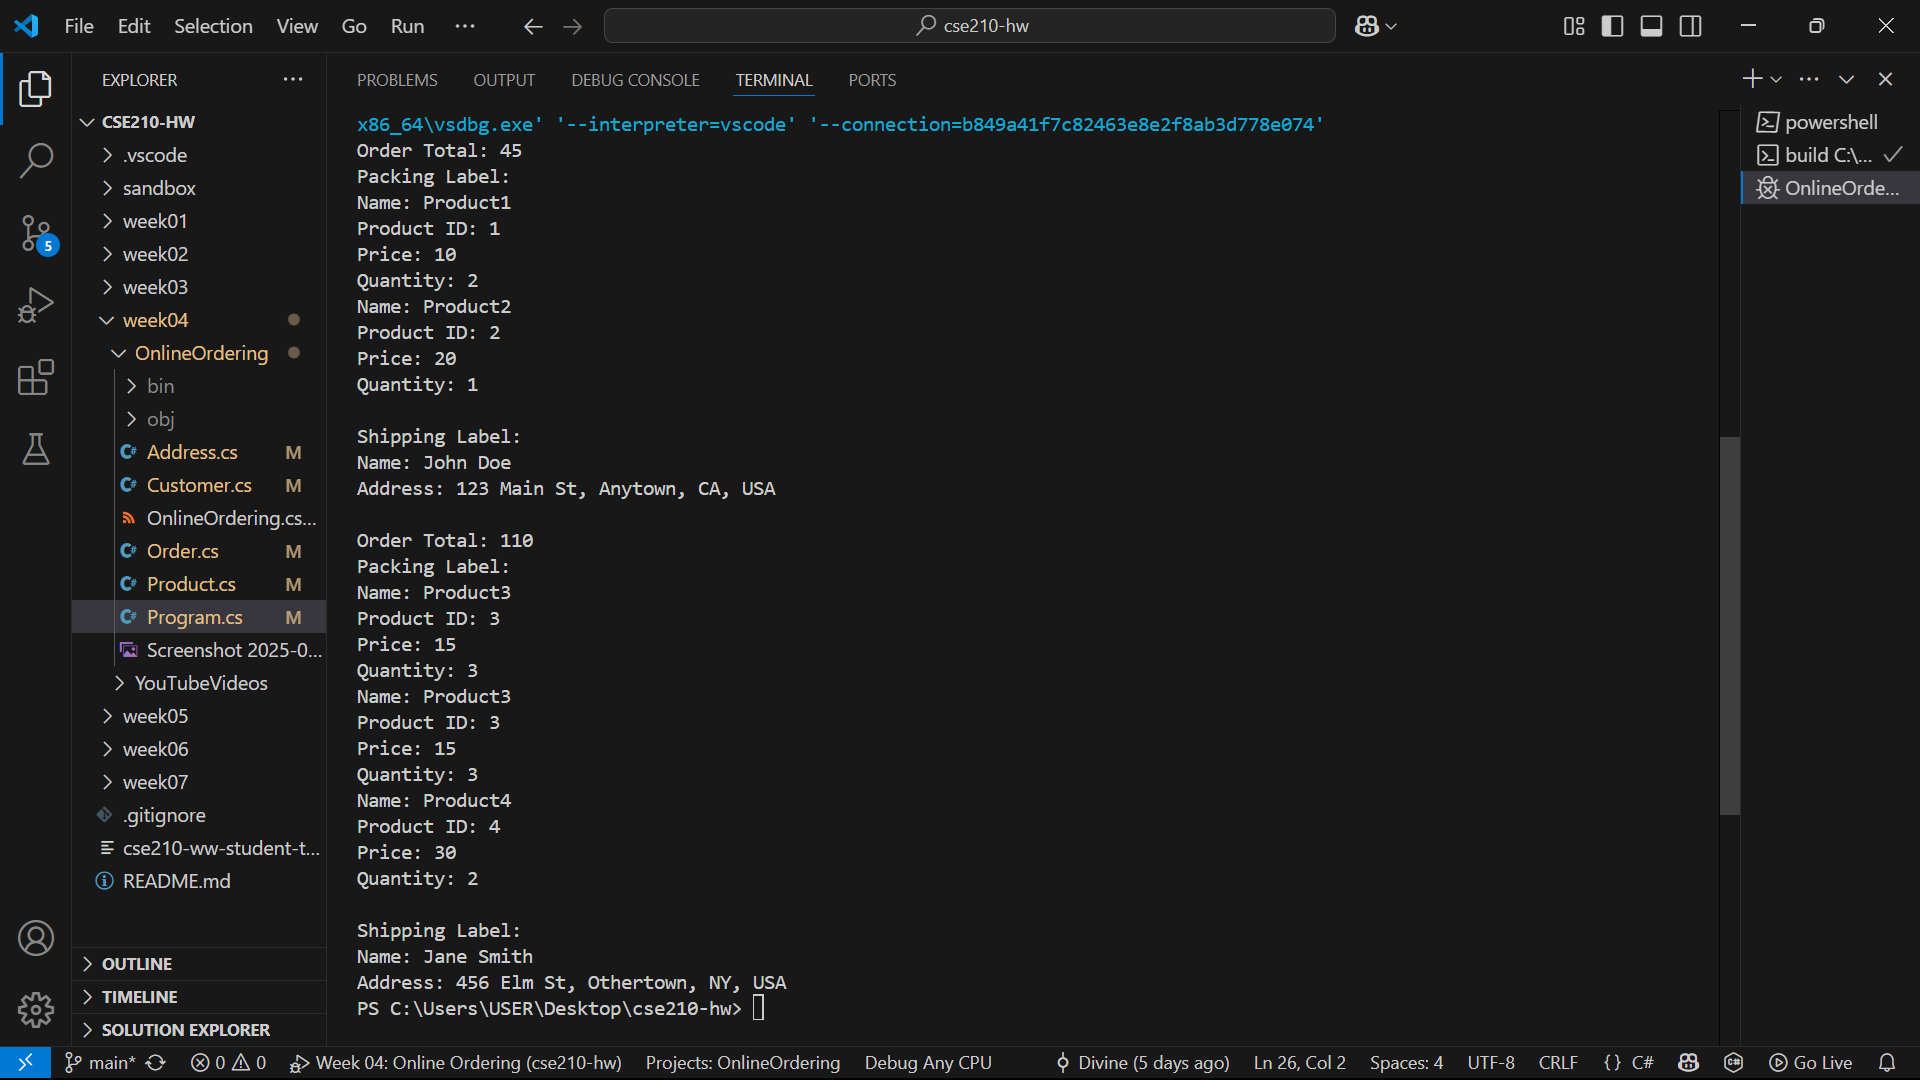 File Edit Selection View Go Run ··· cse210-hw
EXPLORER ···
CSE210-HW
.vscode
sandbox
week01
week02
week03
week04
OnlineOrdering
bin
obj
Address.cs M
Customer.cs M
OnlineOrdering.cs...
Order.cs M
Product.cs M
Program.cs M
Screenshot 2025-0...
YouTubeVideos
week05
week06
week07
.gitignore
cse210-ww-student-t...
README.md
OUTLINE
TIMELINE
SOLUTION EXPLORER
5
PROBLEMS OUTPUT DEBUG CONSOLE TERMINAL PORTS
x86_64\vsdbg.exe' '--interpreter=vscode' '--connection=b849a41f7c82463e8e2f8ab3d778e074'
Order Total: 45
Packing Label:
Name: Product1
Product ID: 1
Price: 10
Quantity: 2
Name: Product2
Product ID: 2
Price: 20
Quantity: 1
Shipping Label:
Name: John Doe
Address: 123 Main St, Anytown, CA, USA
Order Total: 110
Packing Label:
Name: Product3
Product ID: 3
Price: 15
Quantity: 3
Name: Product3
Product ID: 3
Price: 15
Quantity: 3
Name: Product4
Product ID: 4
Price: 30
Quantity: 2
Shipping Label:
Name: Jane Smith
Address: 456 Elm St, Othertown, NY, USA
PS C:\Users\USER\Desktop\cse210-hw>
powershell
build C:\...
OnlineOrde...
main* 0 0 Week 04: Online Ordering (cse210-hw) Projects: OnlineOrdering Debug Any CPU Divine (5 days ago) Ln 26, Col 2 Spaces: 4 UTF-8 CRLF {} C# Go Live